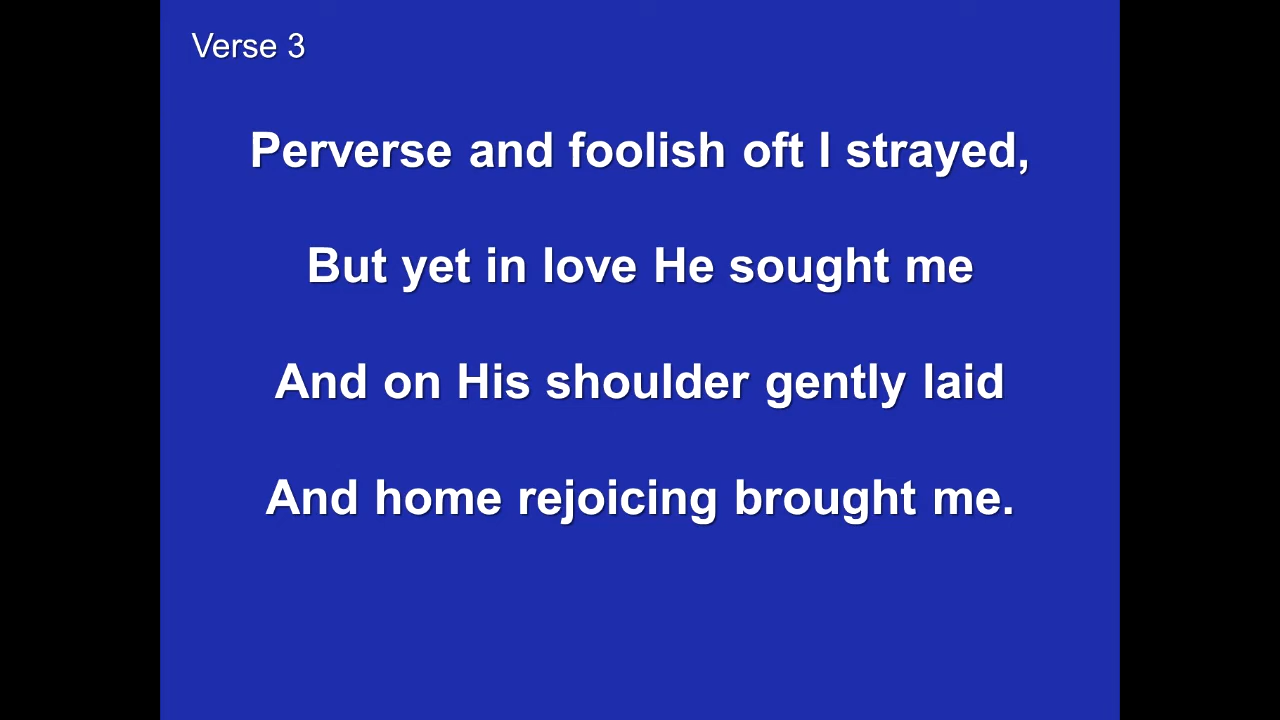 Verse 3
Perverse and foolish oft I strayed,
But yet in love He sought me
And on His shoulder gently laid
And home rejoicing brought me.